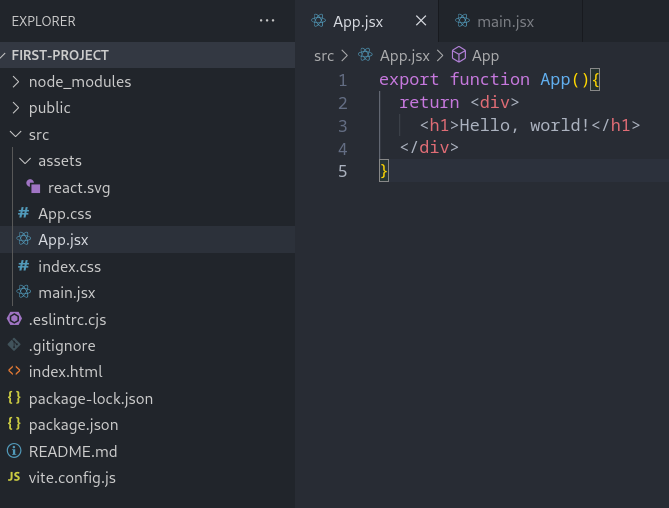 EXPLORER ...
FIRST-PROJECT
node_modules
public
src
assets
react.svg
App.css
App.jsx
index.css
main.jsx
.eslintrc.cjs
.gitignore
index.html
package-lock.json
package.json
README.md
JS vite.config.js
App.jsx main.jsx
src > App.jsx > App
1 export function App(){
2 return <div>
3 <h1>Hello, world!</h1>
4 </div>
5 }